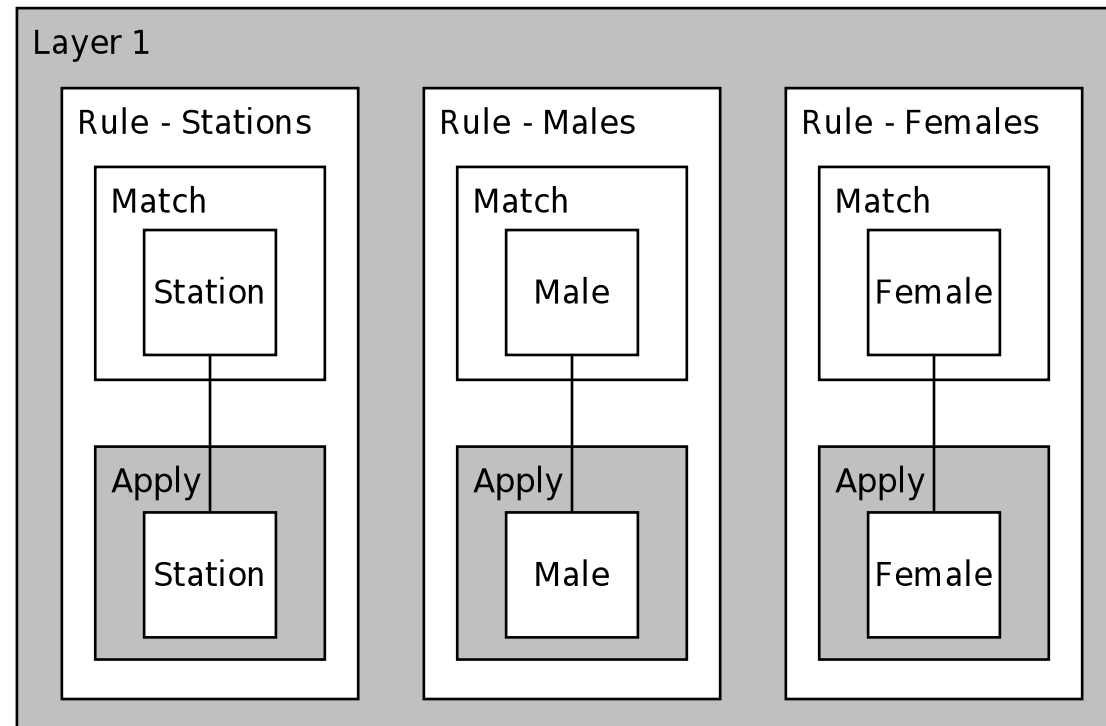 Layer 1
Rule - Stations
Match
Station
Apply
Station
Rule - Males
Match
Male
Apply
Male
Rule - Females
Match
Female
Apply
Female